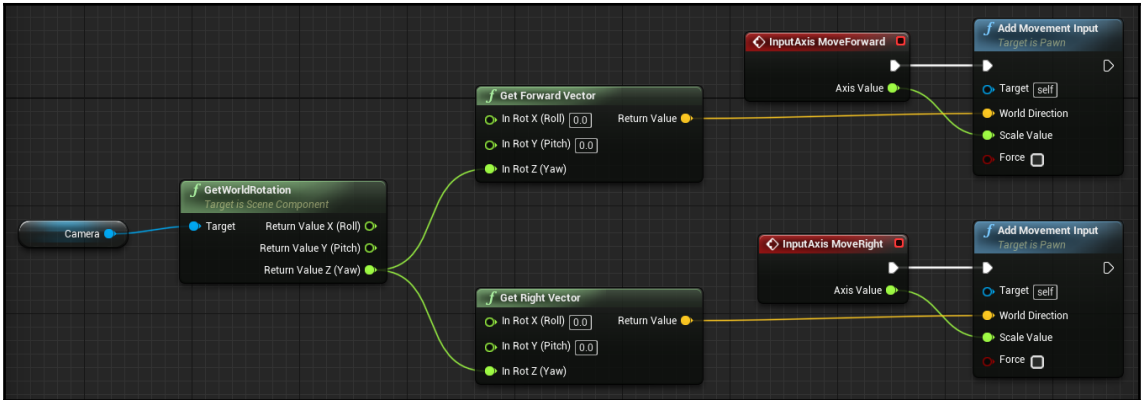 Camera
GetWorldRotation
Target is Scene Component
Target
Return Value X (Roll)
Return Value Y (Pitch)
Return Value Z (Yaw)
f Get Forward Vector
In Rot X (Roll) 0.0
Return Value
In Rot Y (Pitch) 0.0
In Rot Z (Yaw)
f Get Right Vector
In Rot X (Roll) 0.0
Return Value
In Rot Y (Pitch) 0.0
In Rot Z (Yaw)
InputAxis MoveForward
Axis Value
f Add Movement Input
Target is Pawn
Target self
World Direction
Scale Value
Force
InputAxis MoveRight
Axis Value
f Add Movement Input
Target is Pawn
Target self
World Direction
Scale Value
Force